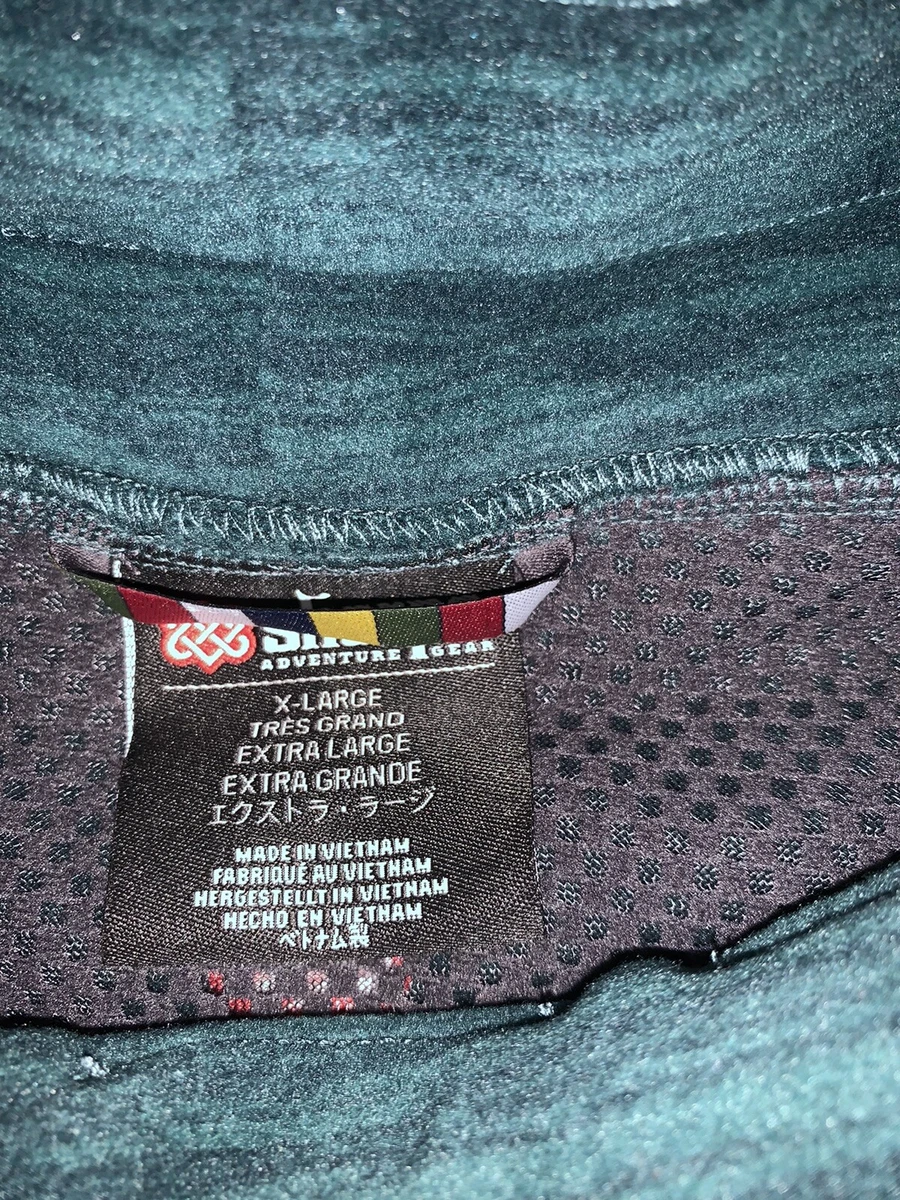 ADVENTURE GEAR
X-LARGE
TRÈS GRAND
EXTRA LARGE
EXTRA GRANDE
エクストラ・ラージ
MADE IN VIETNAM
FABRIQUÉ AU VIETNAM
HERGESTELLT IN VIETNAM
HECHO EN VIETNAM
ベトナム製